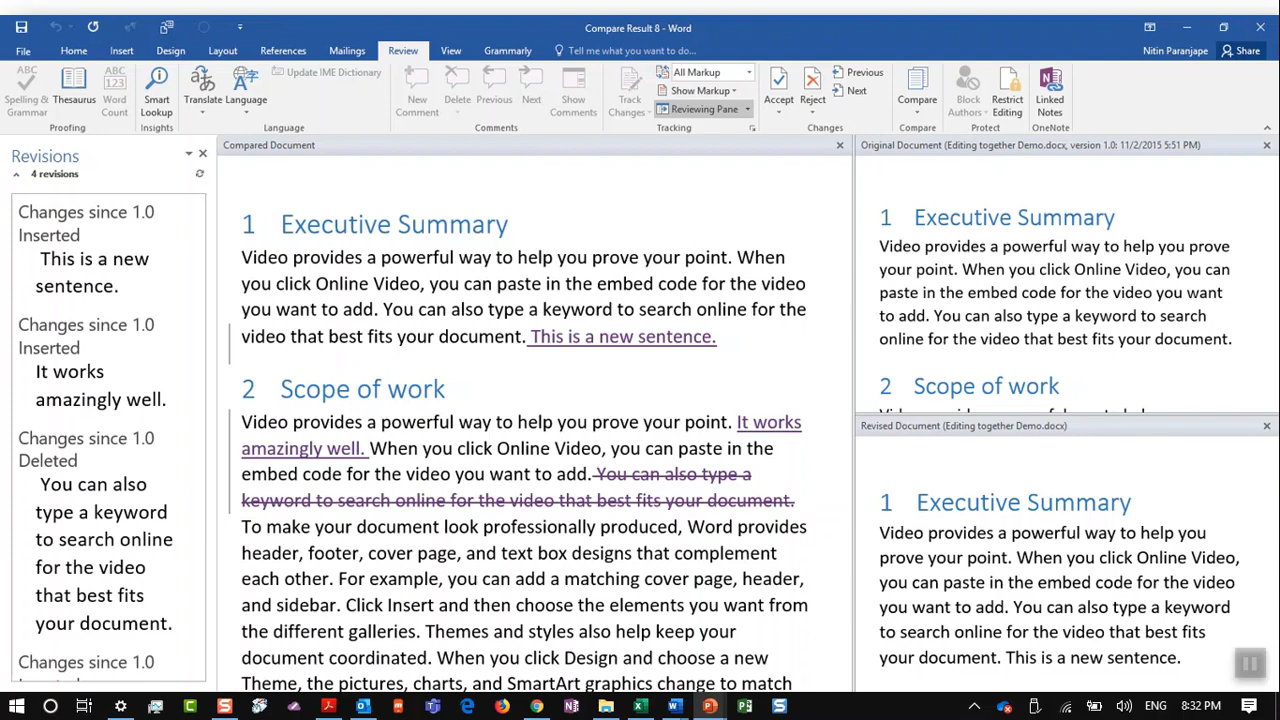 Compare Result 8 - Word
File Home Insert Design Layout References Mailings Review View Grammarly Tell me what you want to do... Nitin Paranjape Share
Spelling & Grammar
Thesaurus
ABC 123 Word Count
Proofing
Smart Lookup
Insights
Translate
Language
Update IME Dictionary
Language
New Comment
Delete
Previous
Next
Show Comments
Comments
Track Changes
All Markup
Show Markup
Reviewing Pane
Tracking
Accept
Reject
Previous
Next
Changes
Compare
Compare
Block Authors
Restrict Editing
Protect
Linked Notes
OneNote
Revisions
4 revisions
Changes since 1.0
Inserted
This is a new
sentence.
Changes since 1.0
Inserted
It works
amazingly well.
Changes since 1.0
Deleted
You can also
type a keyword
to search online
for the video
that best fits
your document.
Changes since 1.0
Compared Document
1 Executive Summary
Video provides a powerful way to help you prove your point. When
you click Online Video, you can paste in the embed code for the video
you want to add. You can also type a keyword to search online for the
video that best fits your document. This is a new sentence.
2 Scope of work
Video provides a powerful way to help you prove your point. It works
amazingly well. When you click Online Video, you can paste in the
embed code for the video you want to add. You can also type a
keyword to search online for the video that best fits your document.
To make your document look professionally produced, Word provides
header, footer, cover page, and text box designs that complement
each other. For example, you can add a matching cover page, header,
and sidebar. Click Insert and then choose the elements you want from
the different galleries. Themes and styles also help keep your
document coordinated. When you click Design and choose a new
Theme, the pictures, charts, and SmartArt graphics change to match
Original Document (Editing together Demo.docx, version 1.0: 11/2/2015 5:51 PM)
1 Executive Summary
Video provides a powerful way to help you prove
your point. When you click Online Video, you can
paste in the embed code for the video you want
to add. You can also type a keyword to search
online for the video that best fits your document.
2 Scope of work
Revised Document (Editing together Demo.docx)
1 Executive Summary
Video provides a powerful way to help you
prove your point. When you click Online Video,
you can paste in the embed code for the video
you want to add. You can also type a keyword
to search online for the video that best fits
your document. This is a new sentence.
ENG 8:32 PM